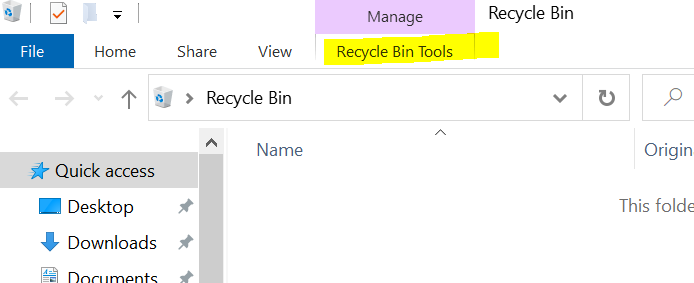 Manage
Recycle Bin
File
Home
Share
View
Recycle Bin Tools
Recycle Bin
Name
Origin
Quick access
This folde
Desktop
Downloads
Documents